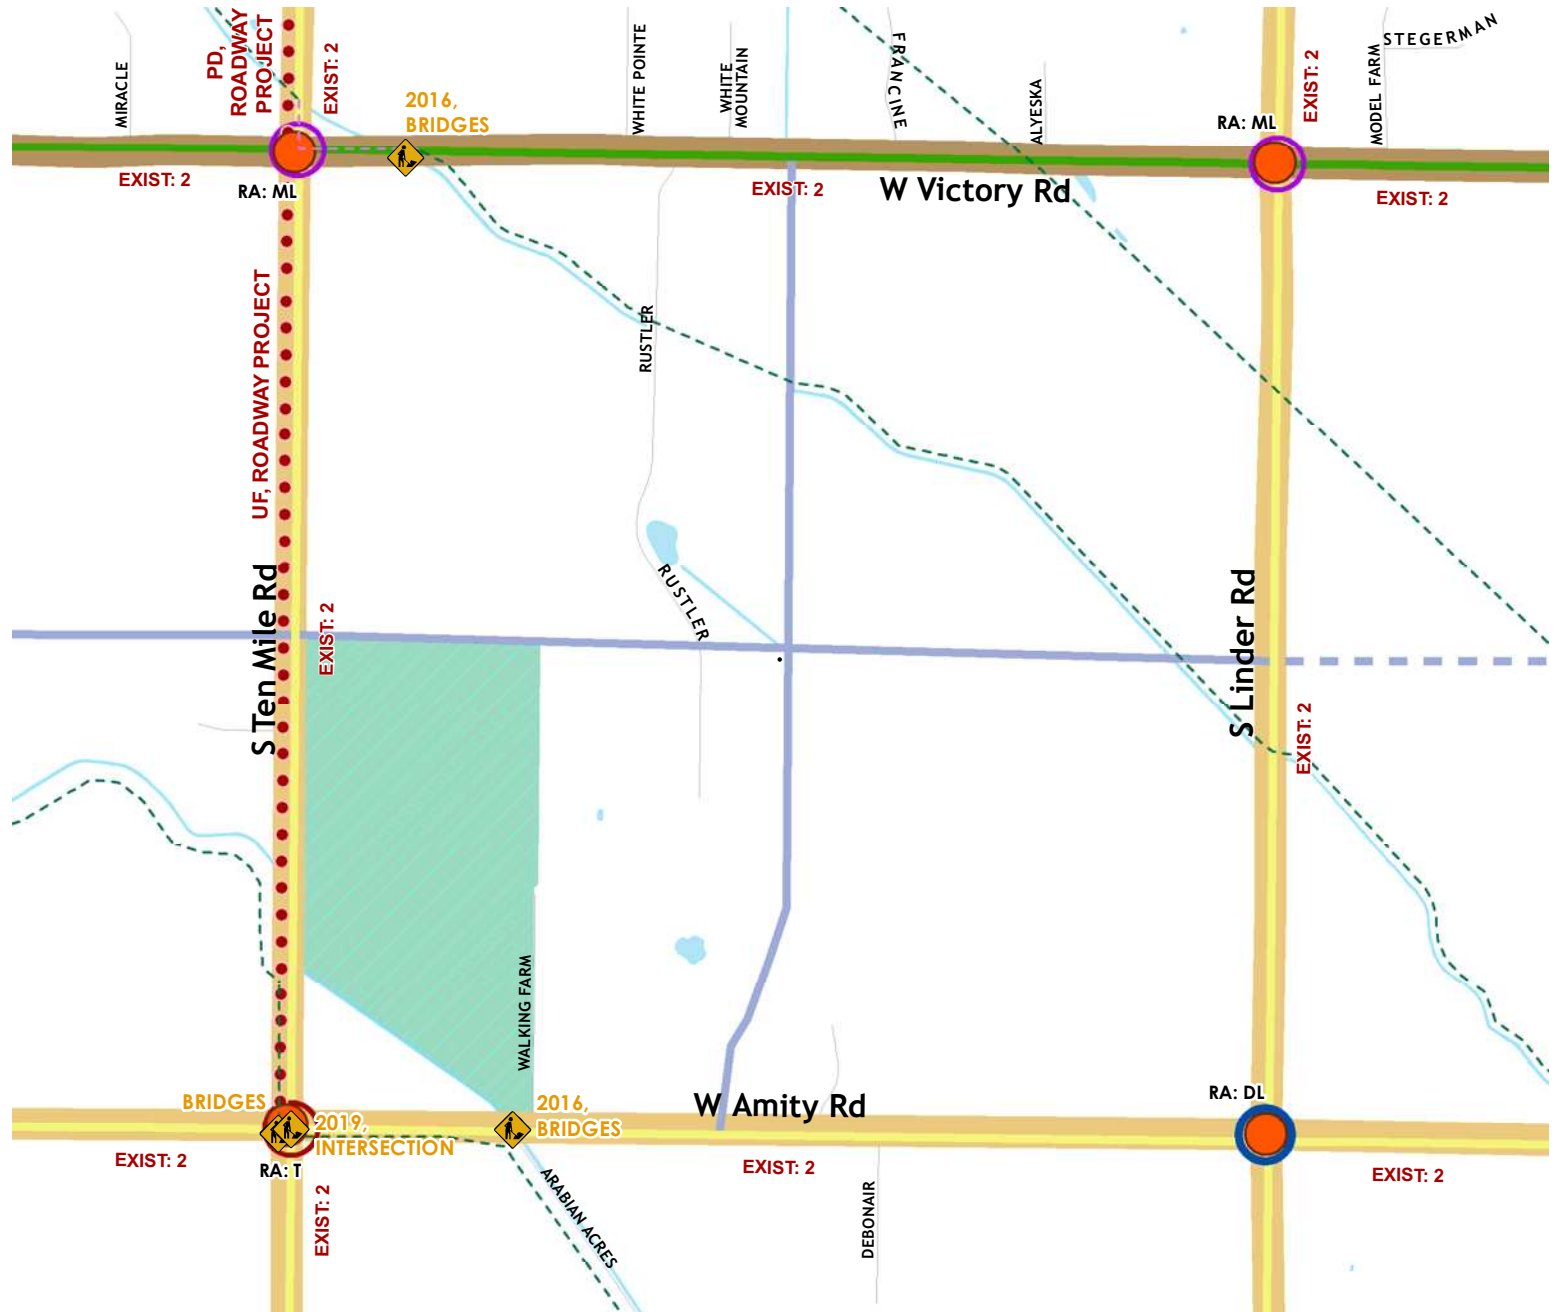 PD,
ROADWAY
PROJECT
EXIST: 2
MIRACLE
2016,
BRIDGES
WHITE POINTE
WHITE
MOUNTAIN
FRANCINE
ALYESKA
RA: ML
EXIST: 2
MODEL FARM
STEGERMAN
EXIST: 2
RA: ML
EXIST: 2
W Victory Rd
EXIST: 2
UF, ROADWAY PROJECT
RUSTLER
RUSTLER
S Ten Mile Rd
EXIST: 2
S Linder Rd
EXIST: 2
WALKING FARM
BRIDGES
2019,
INTERSECTION
2016,
BRIDGES
W Amity Rd
RA: DL
EXIST: 2
RA: T
EXIST: 2
ARABIAN ACRES
EXIST: 2
DEBONAIR
EXIST: 2